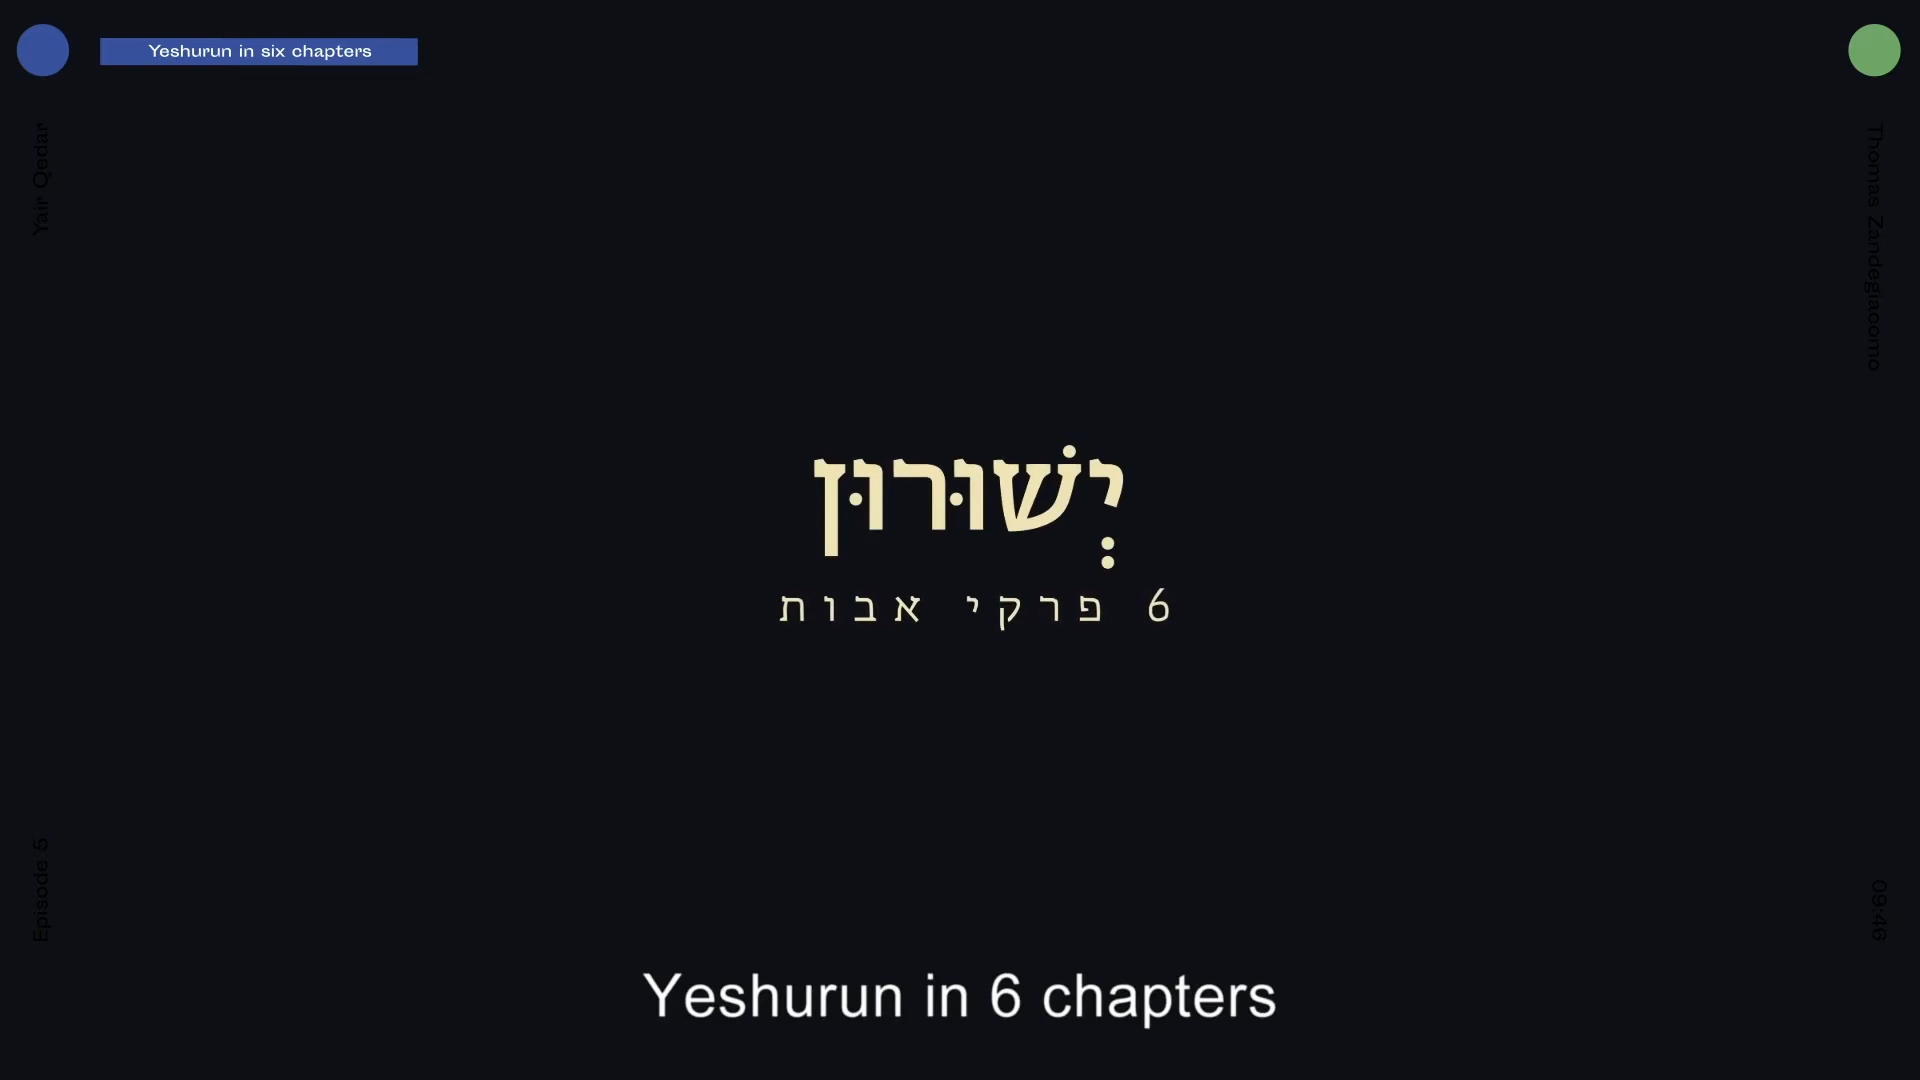 Yeshurun in six chapters
Yair Qedar
Thomas Zandegiacomo
יְשׁוּרוּן
6 פרקי אבות
Episode 5
09:46
Yeshurun in 6 chapters